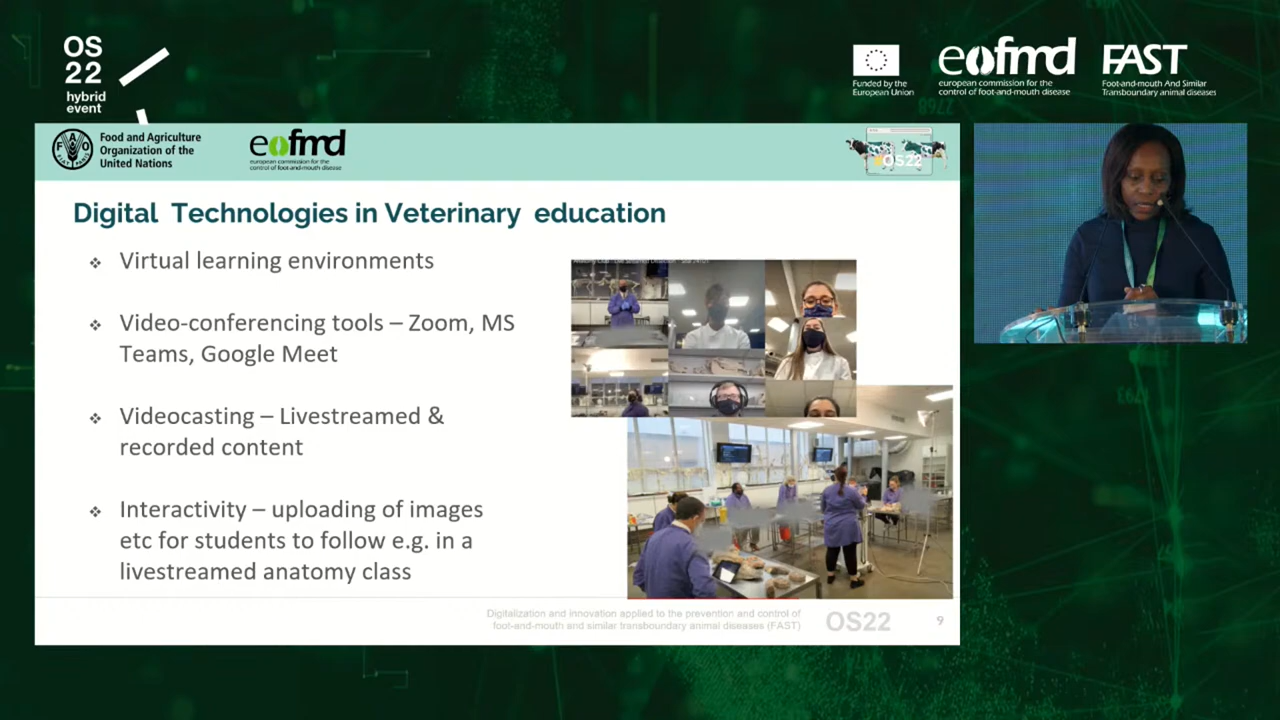 OS
22
hybrid
event
Funded by the
European Union
eofmd
european commission for the
control of foot-and-mouth disease
FAST
Foot-and-mouth And Similar
Transboundary animal diseases
Food and Agriculture
Organization of the
United Nations
eofmd
european commission for the
control of foot-and-mouth disease
OS22
Digital Technologies in Veterinary education
Virtual learning environments
Video-conferencing tools – Zoom, MS
Teams, Google Meet
Videocasting – Livestreamed &
recorded content
Interactivity – uploading of images
etc for students to follow e.g. in a
livestreamed anatomy class
Digitalization and innovation applied to the prevention and control of
foot-and-mouth and similar transboundary animal diseases (FAST)
OS22
9